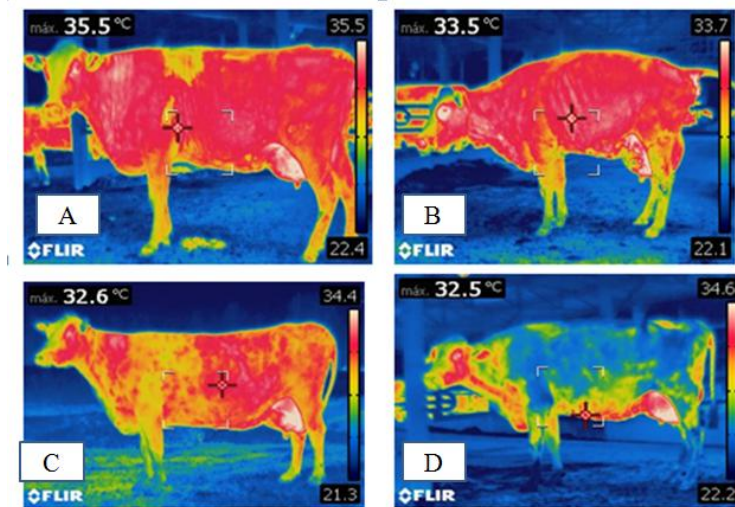 máx. 35.5 °C
35.5
A
22.4
FLIR
máx. 33.5 °C
33.7
B
22.1
FLIR
máx. 32.6 °C
34.4
C
21.3
FLIR
máx. 32.5 °C
34.6
D
22.2
FLIR